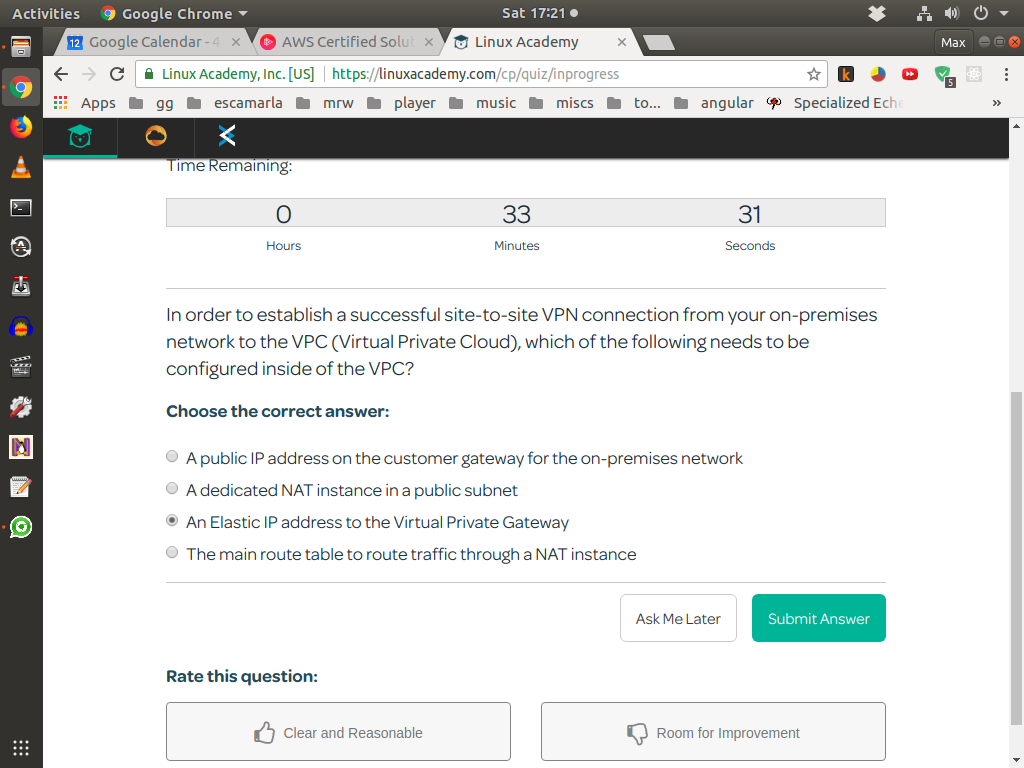 Activities Google Chrome Sat 17:21
Google Calendar - 4 AWS Certified Solut Linux Academy Max
Linux Academy, Inc. [US] https://linuxacademy.com/cp/quiz/inprogress k 5
Apps gg escamarla mrw player music miscs to... angular Specialized Eche »
Time Remaining:
0 33 31
Hours Minutes Seconds
In order to establish a successful site-to-site VPN connection from your on-premises
network to the VPC (Virtual Private Cloud), which of the following needs to be
configured inside of the VPC?
Choose the correct answer:
A public IP address on the customer gateway for the on-premises network
A dedicated NAT instance in a public subnet
An Elastic IP address to the Virtual Private Gateway
The main route table to route traffic through a NAT instance
Ask Me Later Submit Answer
Rate this question:
Clear and Reasonable Room for Improvement